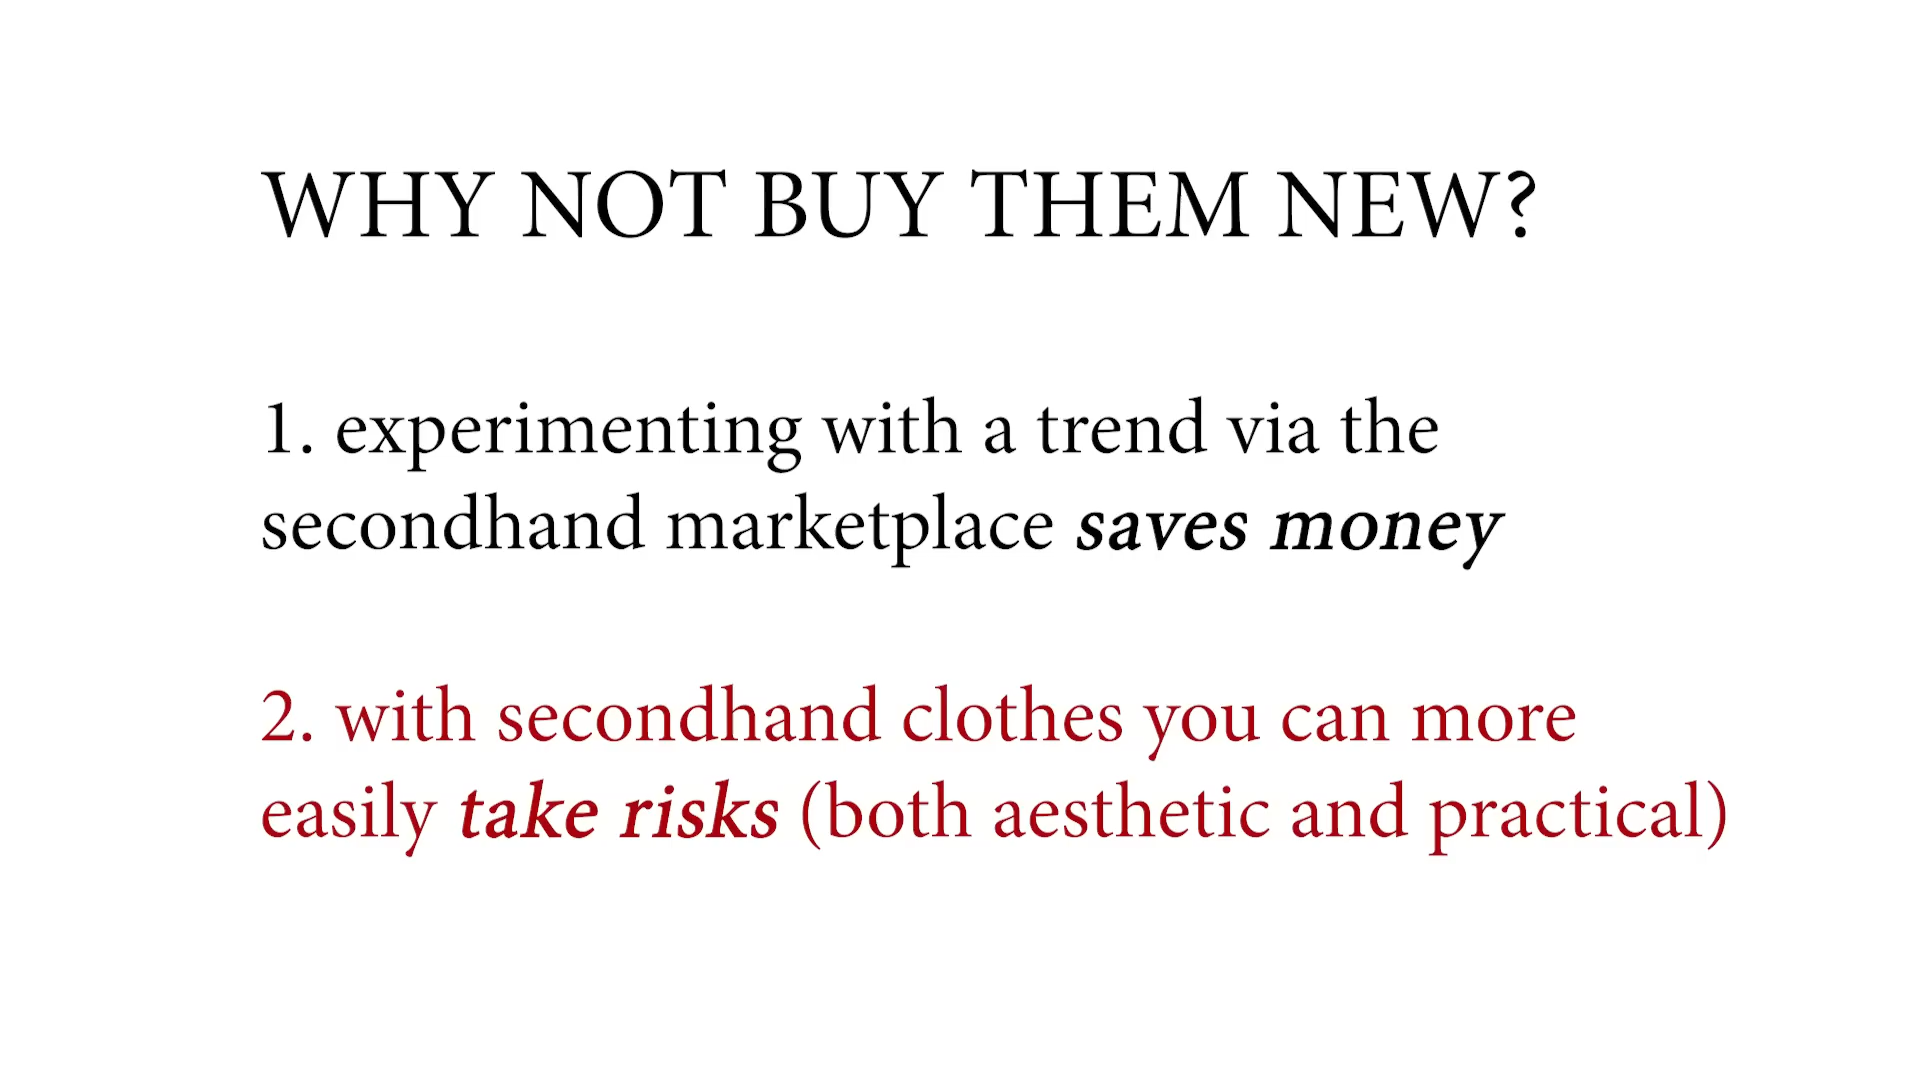 WHY NOT BUY THEM NEW?
1. experimenting with a trend via the
secondhand marketplace saves money
2. with secondhand clothes you can more
easily take risks (both aesthetic and practical)